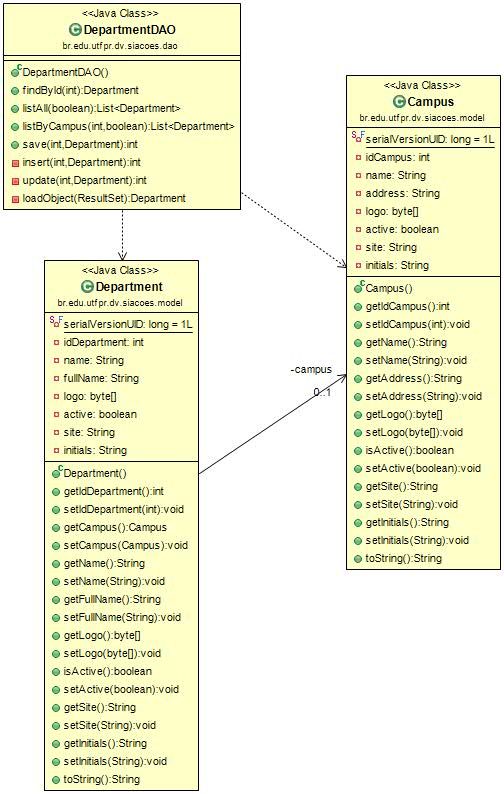 <<Java Class>>
DepartmentDAO
br.edu.utfpr.dv.siacoes.dao
DepartmentDAO()
findById(int):Department
listAll(boolean):List<Department>
listByCampus(int,boolean):List<Department>
save(int,Department):int
insert(int,Department):int
update(int,Department):int
loadObject(ResultSet):Department
<<Java Class>>
Campus
br.edu.utfpr.dv.siacoes.model
serialVersionUID: long = 1L
idCampus: int
name: String
address: String
logo: byte[]
active: boolean
site: String
initials: String
Campus()
getIdCampus():int
setIdCampus(int):void
getName():String
setName(String):void
getAddress():String
setAddress(String):void
getLogo():byte[]
setLogo(byte[]):void
isActive():boolean
setActive(boolean):void
getSite():String
setSite(String):void
getInitials():String
setInitials(String):void
toString():String
<<Java Class>>
Department
br.edu.utfpr.dv.siacoes.model
serialVersionUID: long = 1L
idDepartment: int
name: String
fullName: String
logo: byte[]
active: boolean
site: String
initials: String
Department()
getIdDepartment():int
setIdDepartment(int):void
getCampus():Campus
setCampus(Campus):void
getName():String
setName(String):void
getFullName():String
setFullName(String):void
getLogo():byte[]
setLogo(byte[]):void
isActive():boolean
setActive(boolean):void
getSite():String
setSite(String):void
getInitials():String
setInitials(String):void
toString():String
-campus
0..1